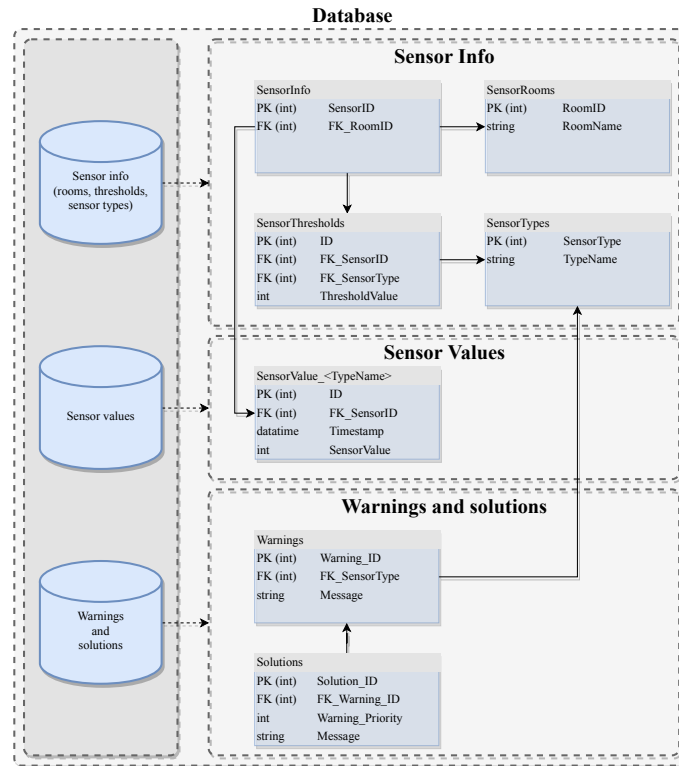 Database
Sensor info
(rooms, thresholds,
sensor types)
Sensor values
Warnings
and
solutions
Sensor Info
SensorInfo
PK (int) SensorID
FK (int) FK_RoomID
SensorRooms
PK (int) RoomID
string RoomName
SensorThresholds
PK (int) ID
FK (int) FK_SensorID
FK (int) FK_SensorType
int ThresholdValue
SensorTypes
PK (int) SensorType
string TypeName
Sensor Values
SensorValue_<TypeName>
PK (int) ID
FK (int) FK_SensorID
datatime Timestamp
int SensorValue
Warnings and solutions
Warnings
PK (int) Warning_ID
FK (int) FK_SensorType
string Message
Solutions
PK (int) Solution_ID
FK (int) FK_Warning_ID
int Warning_Priority
string Message